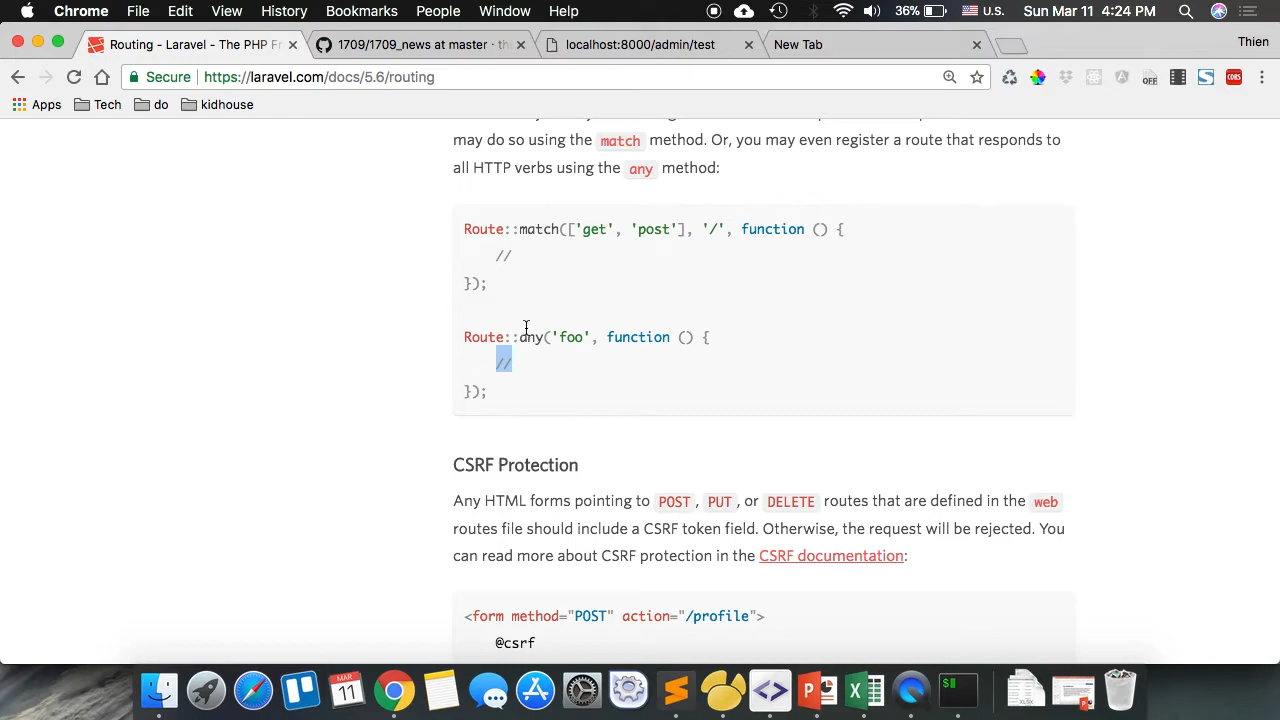 Chrome File Edit View History Bookmarks People Window Help 36% U.S. Sun Mar 11 4:24 PM
Routing - Laravel - The PHP Fr 1709/1709_news at master · th localhost:8000/admin/test New Tab Thien
Secure https://laravel.com/docs/5.6/routing OFF CORS
Apps Tech do kidhouse
may do so using the match method. Or, you may even register a route that responds to
all HTTP verbs using the any method:
Route::match(['get', 'post'], '/', function () {
//
});
Route::any('foo', function () {
//
});
CSRF Protection
Any HTML forms pointing to POST, PUT, or DELETE routes that are defined in the web
routes file should include a CSRF token field. Otherwise, the request will be rejected. You
can read more about CSRF protection in the CSRF documentation:
<form method="POST" action="/profile">
@csrf
MAR
11